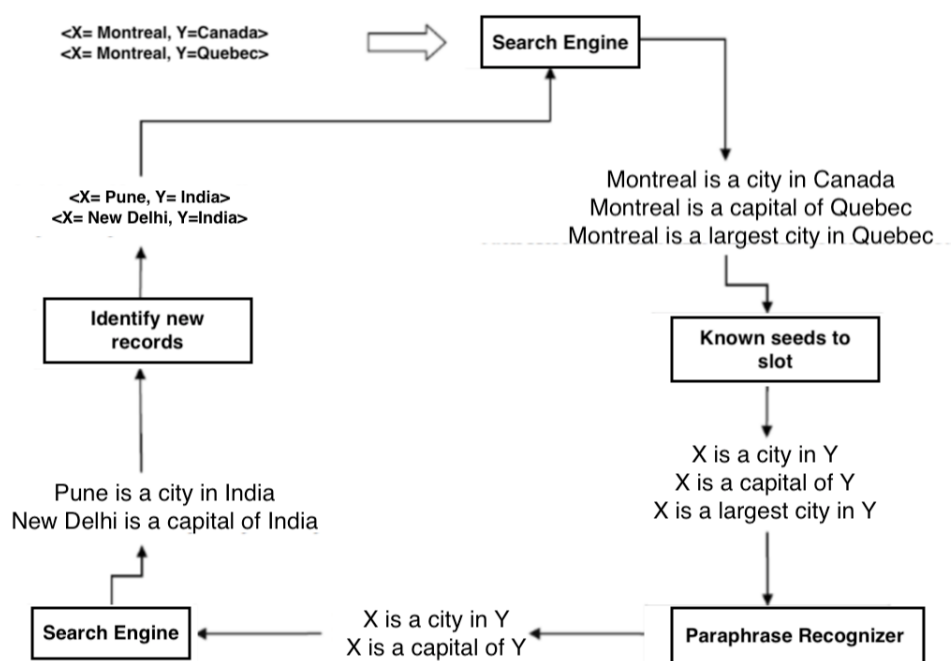 <X= Montreal, Y=Canada>
<X= Montreal, Y=Quebec>
Search Engine
Montreal is a city in Canada
Montreal is a capital of Quebec
Montreal is a largest city in Quebec
Known seeds to
slot
X is a city in Y
X is a capital of Y
X is a largest city in Y
Paraphrase Recognizer
X is a city in Y
X is a capital of Y
Search Engine
Pune is a city in India
New Delhi is a capital of India
Identify new
records
<X= Pune, Y= India>
<X= New Delhi, Y=India>